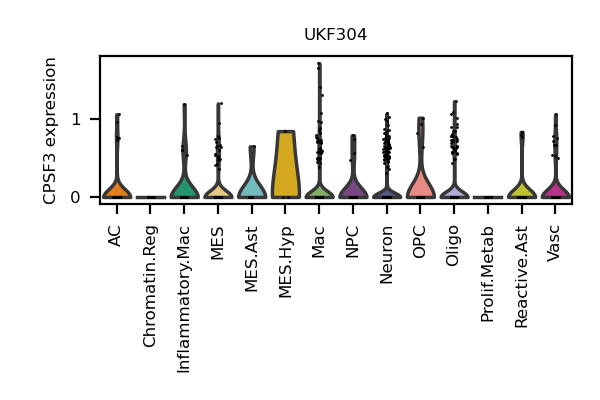 UKF304
CPSF3 expression
1
0
AC
Chromatin.Reg
Inflammatory.Mac
MES
MES.Ast
MES.Hyp
Mac
NPC
Neuron
OPC
Oligo
Prolif.Metab
Reactive.Ast
Vasc